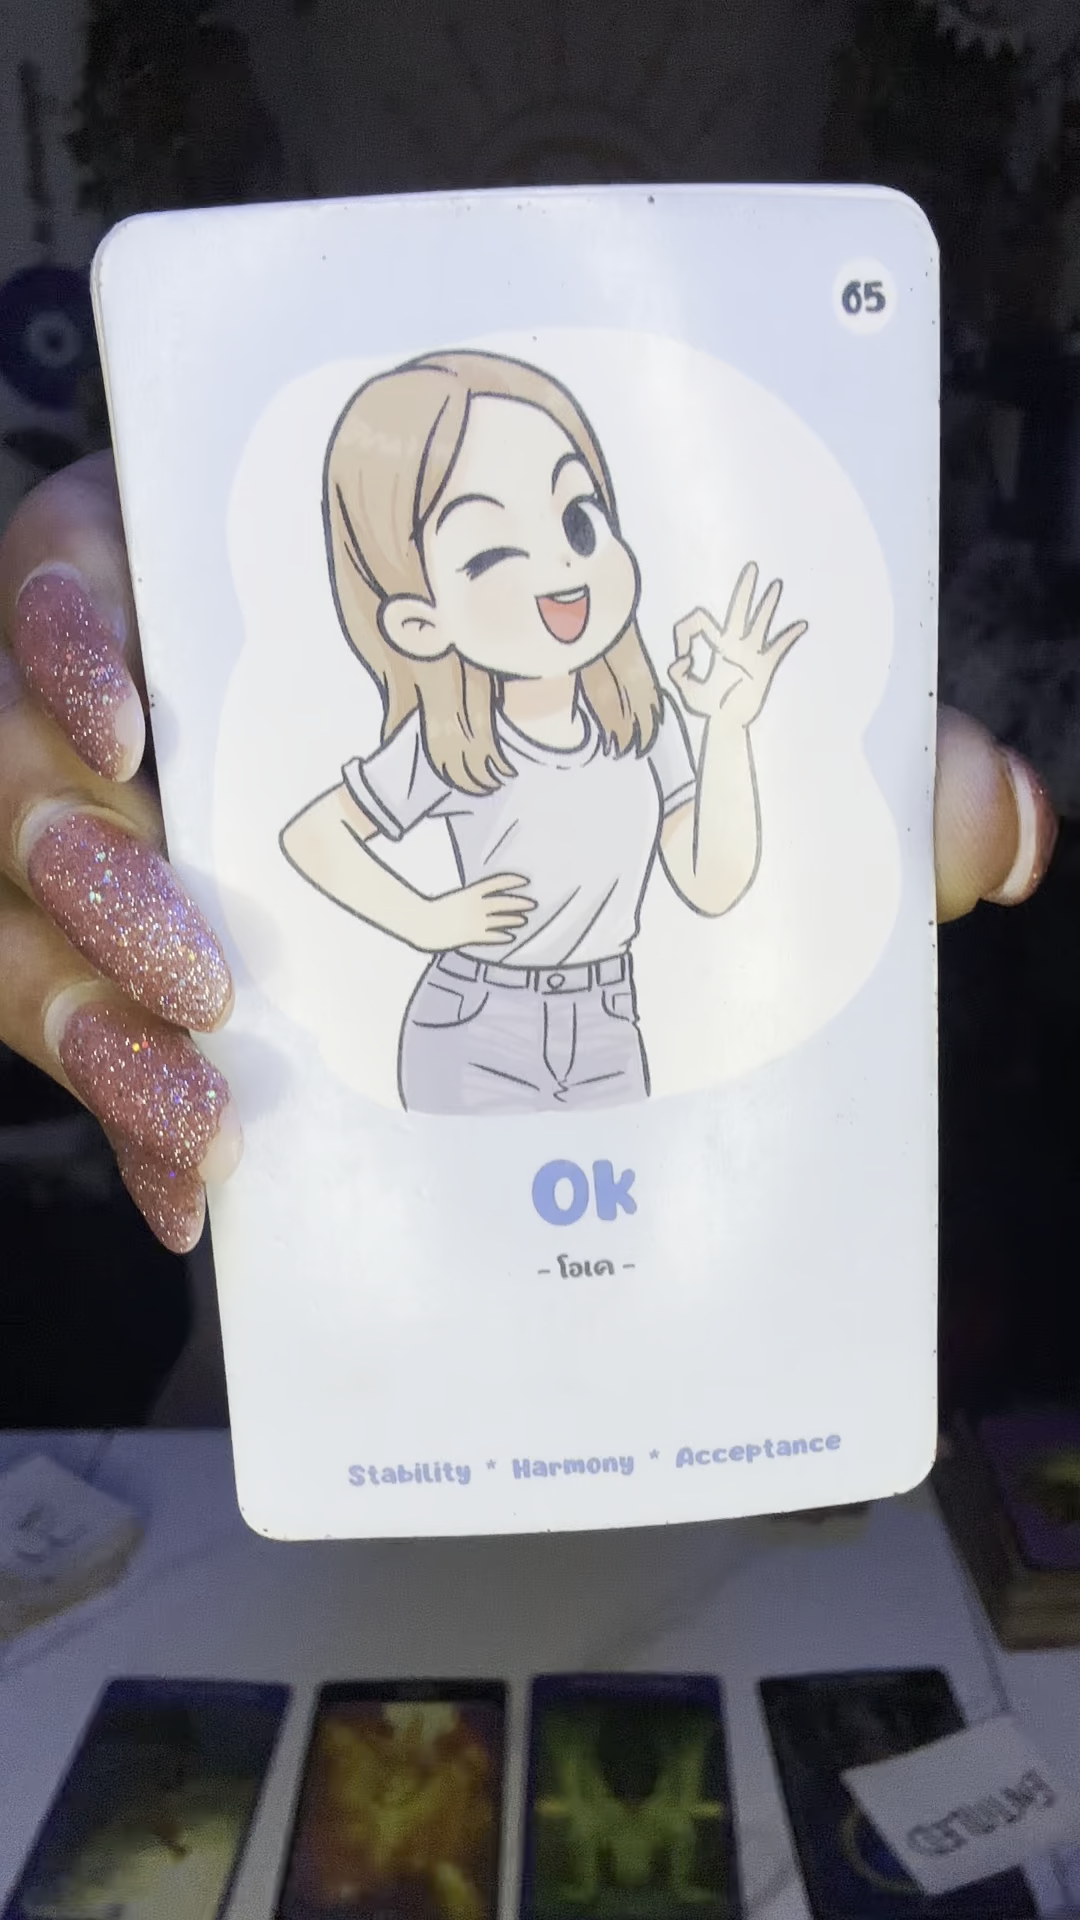 65
Ok
- โอเค -
Stability * Harmony * Acceptance